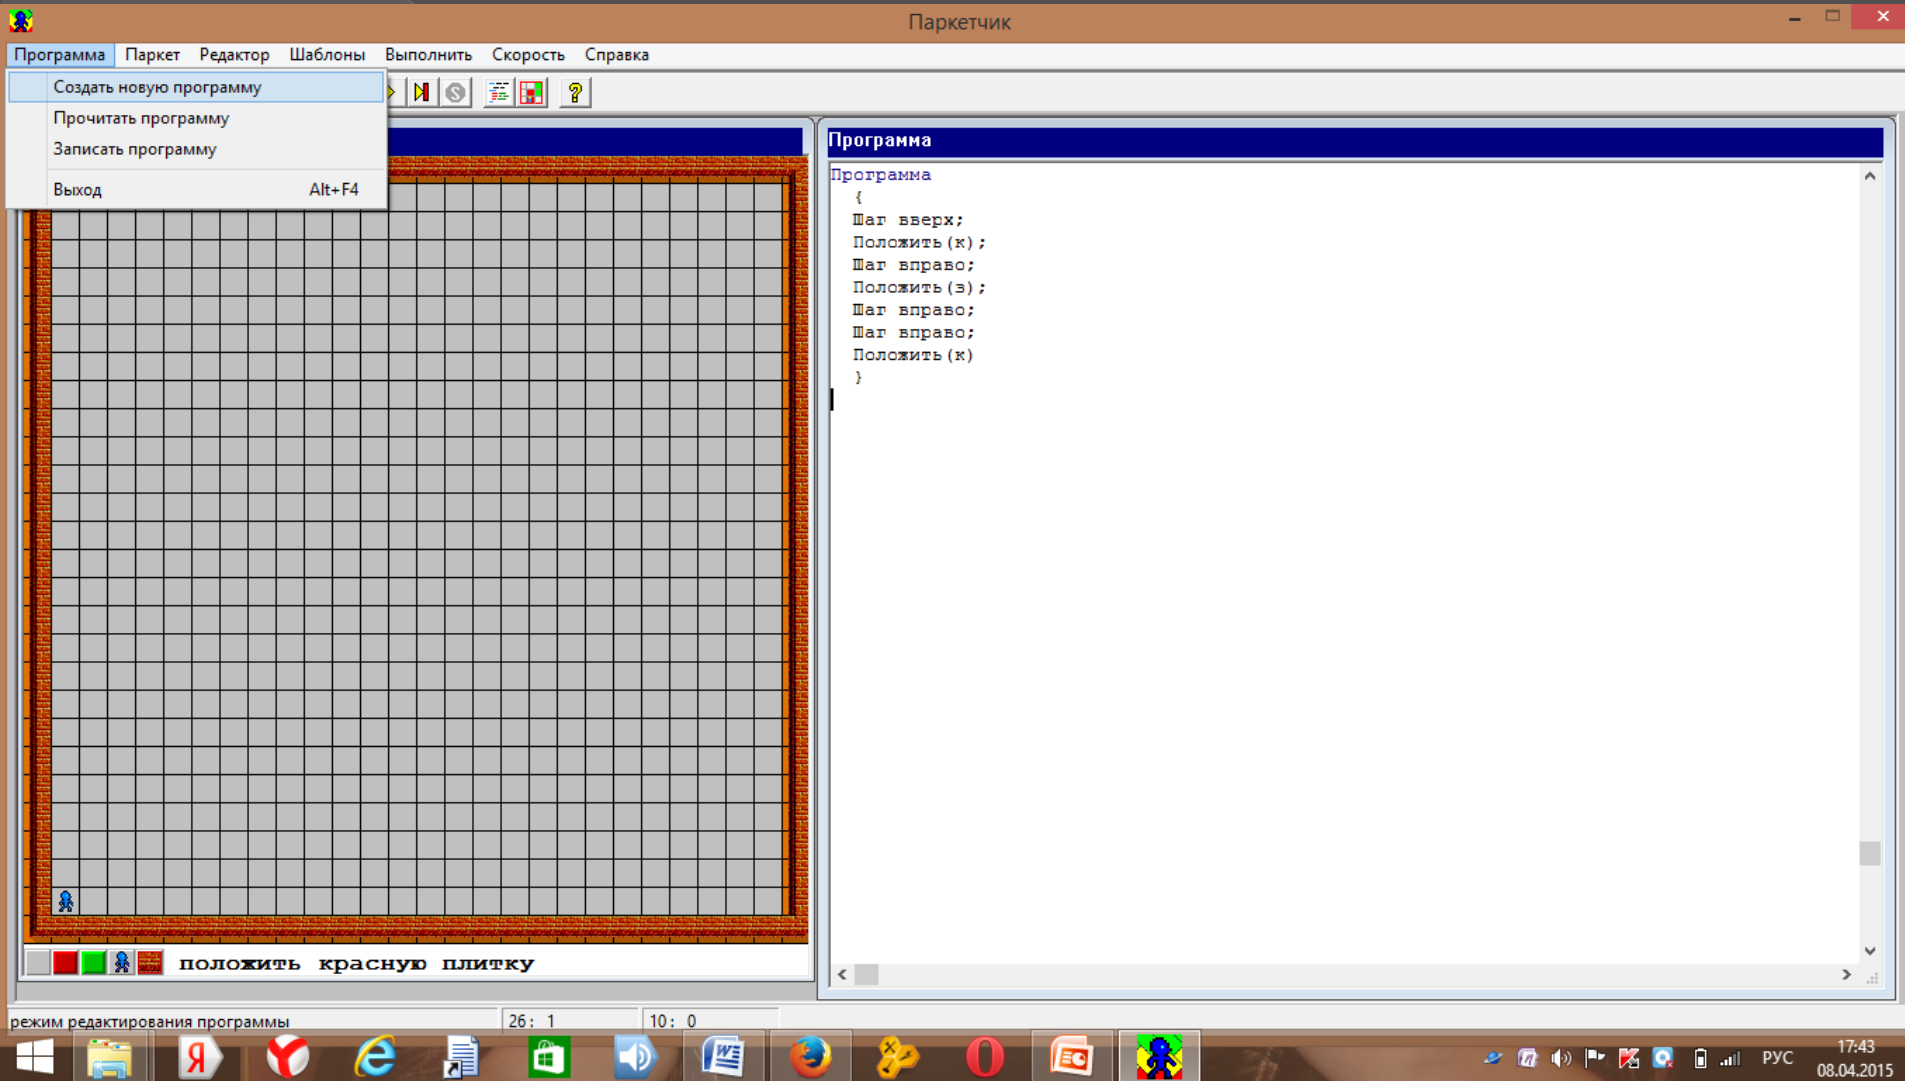 Паркетчик
Программа Паркет Редактор Шаблоны Выполнить Скорость Справка
Создать новую программу
Прочитать программу
Записать программу
Выход Alt+F4
Программа
Программа
{
Шаг вверх;
Положить(к);
Шаг вправо;
Положить(з);
Шаг вправо;
Шаг вправо;
Положить(к)
}
положить красную плитку
режим редактирования программы 26: 1 10: 0
РУС
17:43
08.04.2015